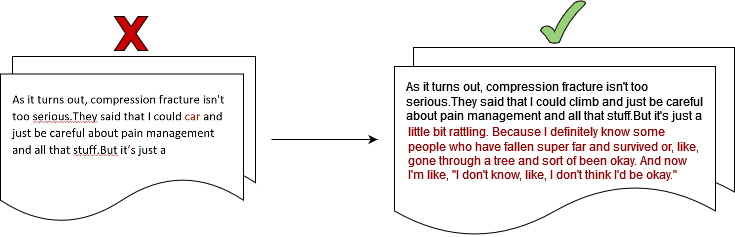 As it turns out, compression fracture isn't
too serious.They said that I could car and
just be careful about pain management
and all that stuff.But it's just a
As it turns out, compression fracture isn't too
serious.They said that I could climb and just be careful
about pain management and all that stuff.But it's just a
little bit rattling. Because I definitely know some
people who have fallen super far and survived or, like,
gone through a tree and sort of been okay. And now
I'm like, "I don't know, like, I don't think I'd be okay."